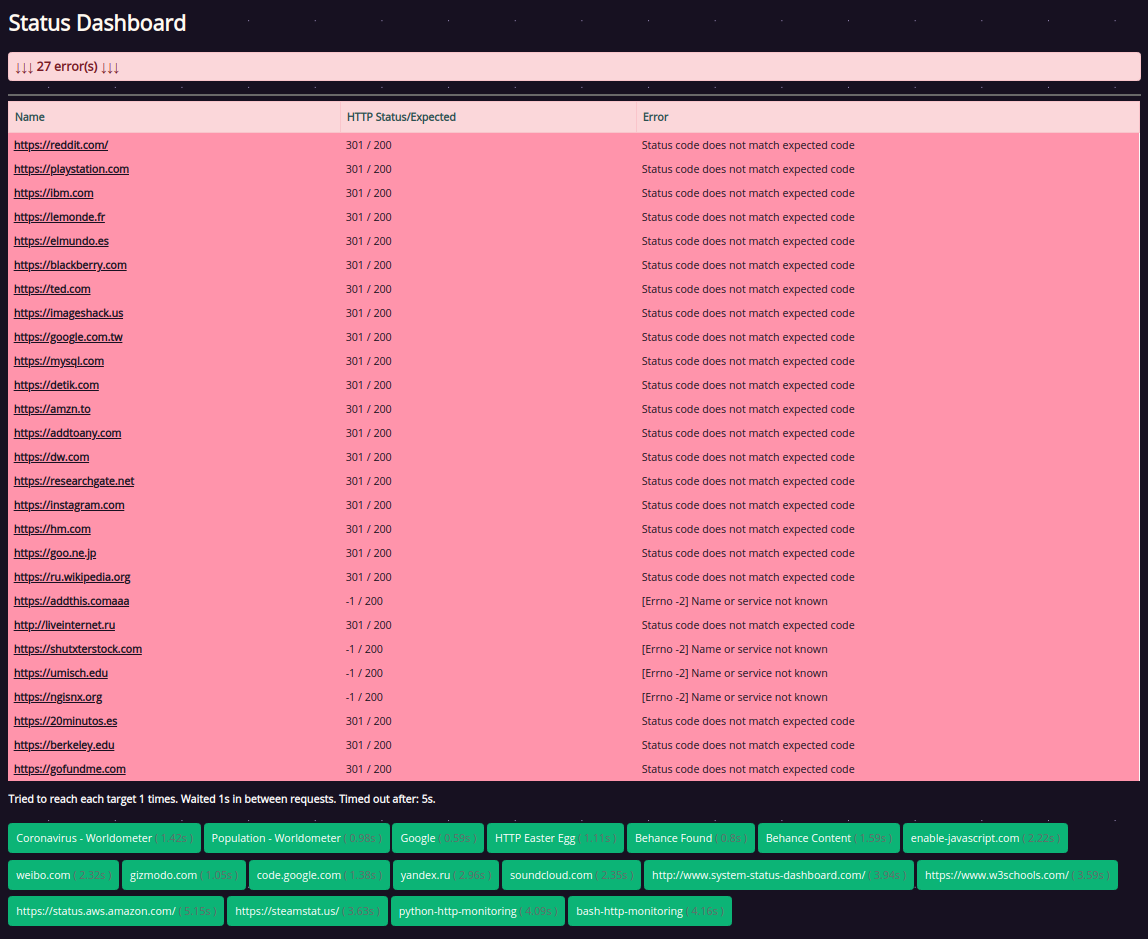 Status Dashboard
↓↓↓ 27 error(s) ↓↓↓
Name HTTP Status/Expected Error
https://reddit.com/ 301 / 200 Status code does not match expected code
https://playstation.com 301 / 200 Status code does not match expected code
https://ibm.com 301 / 200 Status code does not match expected code
https://lemonde.fr 301 / 200 Status code does not match expected code
https://elmundo.es 301 / 200 Status code does not match expected code
https://blackberry.com 301 / 200 Status code does not match expected code
https://ted.com 301 / 200 Status code does not match expected code
https://imageshack.us 301 / 200 Status code does not match expected code
https://google.com.tw 301 / 200 Status code does not match expected code
https://mysql.com 301 / 200 Status code does not match expected code
https://detik.com 301 / 200 Status code does not match expected code
https://amzn.to 301 / 200 Status code does not match expected code
https://addtoany.com 301 / 200 Status code does not match expected code
https://dw.com 301 / 200 Status code does not match expected code
https://researchgate.net 301 / 200 Status code does not match expected code
https://instagram.com 301 / 200 Status code does not match expected code
https://hm.com 301 / 200 Status code does not match expected code
https://goo.ne.jp 301 / 200 Status code does not match expected code
https://ru.wikipedia.org 301 / 200 Status code does not match expected code
https://addthis.comaaa -1 / 200 [Errno -2] Name or service not known
http://liveinternet.ru 301 / 200 Status code does not match expected code
https://shutxterstock.com -1 / 200 [Errno -2] Name or service not known
https://umisch.edu -1 / 200 [Errno -2] Name or service not known
https://ngisnx.org -1 / 200 [Errno -2] Name or service not known
https://20minutos.es 301 / 200 Status code does not match expected code
https://berkeley.edu 301 / 200 Status code does not match expected code
https://gofundme.com 301 / 200 Status code does not match expected code
Tried to reach each target 1 times. Waited 1s in between requests. Timed out after: 5s.
Coronavirus - Worldometer ( 1.42s ) Population - Worldometer ( 0.98s ) Google ( 0.59s ) HTTP Easter Egg ( 1.11s ) Behance Found ( 0.8s ) Behance Content ( 1.59s ) enable-javascript.com ( 2.22s )
weibo.com ( 2.32s ) gizmodo.com ( 1.05s ) code.google.com ( 1.38s ) yandex.ru ( 2.96s ) soundcloud.com ( 2.35s ) http://www.system-status-dashboard.com/ ( 3.94s ) https://www.w3schools.com/ ( 3.59s )
https://status.aws.amazon.com/ ( 5.15s ) https://steamstat.us/ ( 3.63s ) python-http-monitoring ( 4.09s ) bash-http-monitoring ( 4.16s )